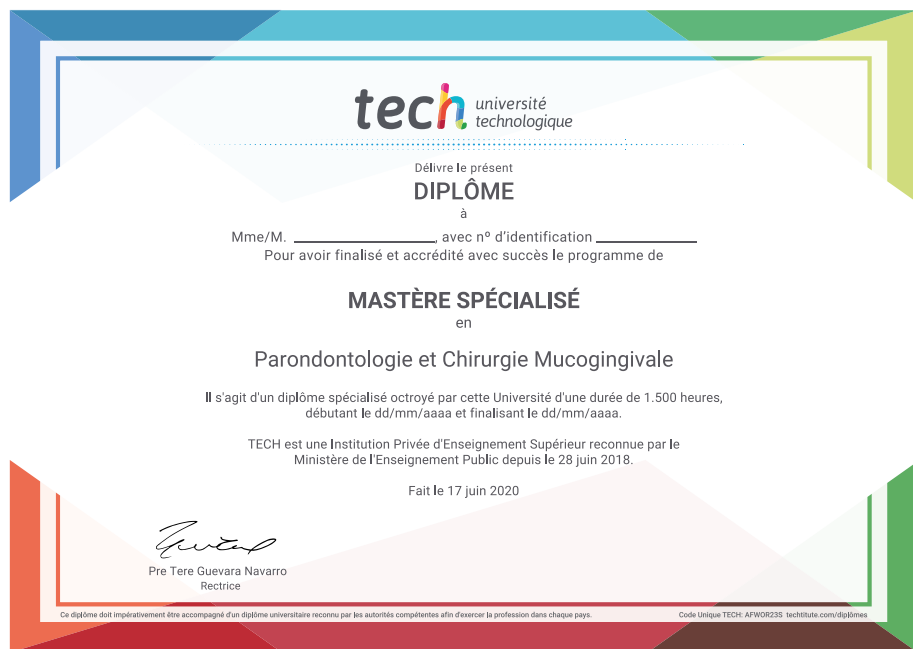 tech université
technologique
Délivre le présent
DIPLÔME
à
Mme/M. ____________, avec nº d'identification ____________
Pour avoir finalisé et accrédité avec succès le programme de
MASTÈRE SPÉCIALISÉ
en
Parondontologie et Chirurgie Mucogingivale
Il s'agit d'un diplôme spécialisé octroyé par cette Université d'une durée de 1.500 heures,
débutant le dd/mm/aaaa et finalisant le dd/mm/aaaa.
TECH est une Institution Privée d'Enseignement Supérieur reconnue par le
Ministère de l'Enseignement Public depuis le 28 juin 2018.
Fait le 17 juin 2020
Pre Tere Guevara Navarro
Rectrice
Ce diplôme doit impérativement être accompagné d'un diplôme universitaire reconnu par les autorités compétentes afin d'exercer la profession dans chaque pays. Code Unique TECH: AFWOR23S techtitute.com/diplômes